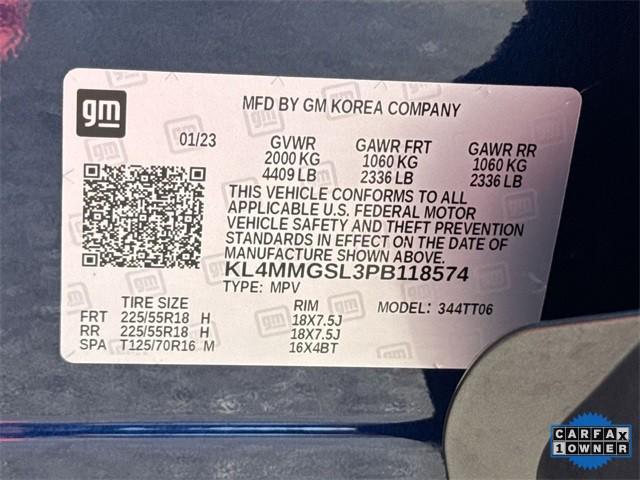 gm
MFD BY GM KOREA COMPANY
01/23
GVWR GAWR FRT GAWR RR
2000 KG 1060 KG 1060 KG
4409 LB 2336 LB 2336 LB
THIS VEHICLE CONFORMS TO ALL
APPLICABLE U.S. FEDERAL MOTOR
VEHICLE SAFETY AND THEFT PREVENTION
STANDARDS IN EFFECT ON THE DATE OF
MANUFACTURE SHOWN ABOVE.
KL4MMGSL3PB118574
TYPE: MPV
TIRE SIZE RIM MODEL: 344TT06
FRT 225/55R18 H 18X7.5J
RR 225/55R18 H 18X7.5J
SPA T125/70R16 M 16X4BT
CARFAX
1 OWNER